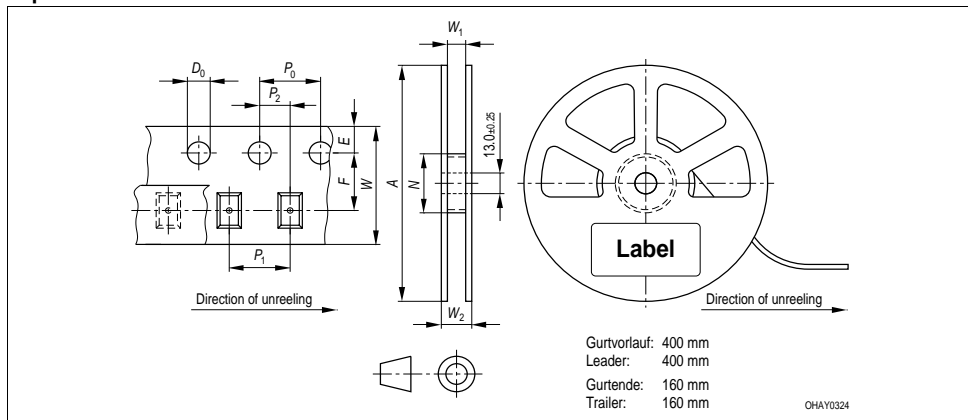 W1
D0
P0
P2
E
F
W
A
N
13.0±0.25
P1
W2
Label
Direction of unreeling
Direction of unreeling
Gurtvorlauf: 400 mm
Leader: 400 mm
Gurtende: 160 mm
Trailer: 160 mm
OHAY0324